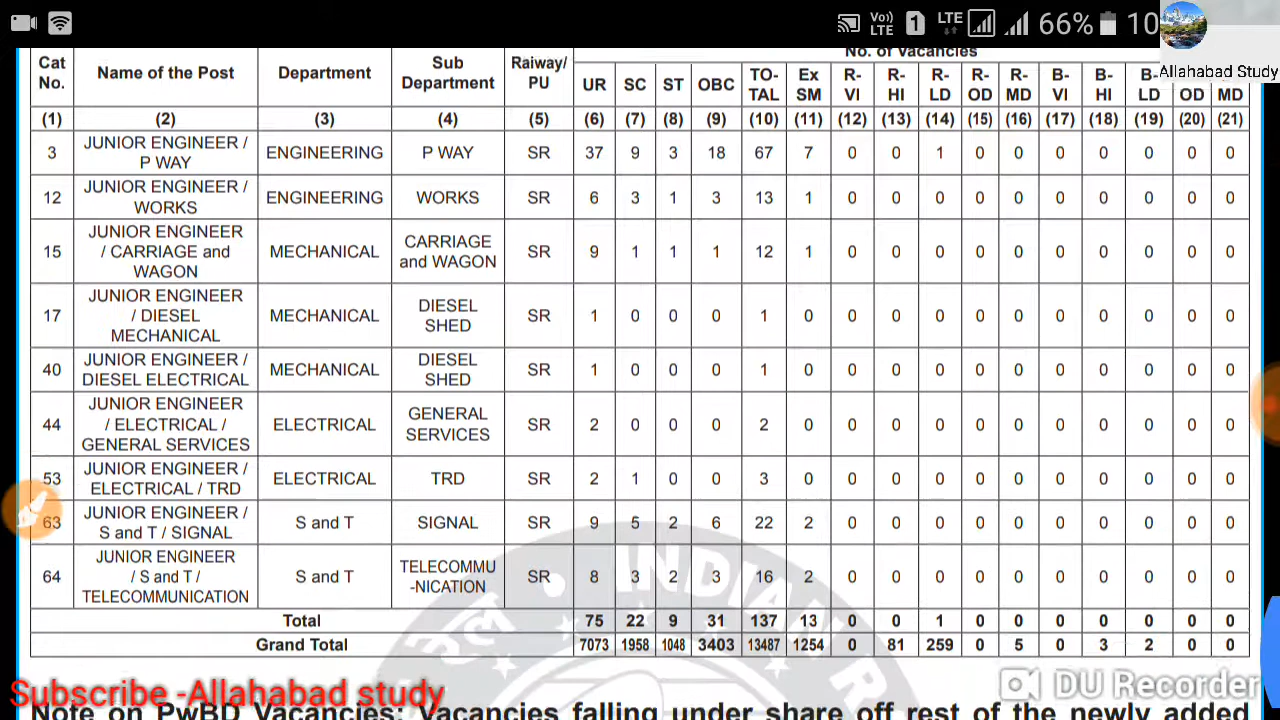 Vo)) LTE 1 LTE 66% 10
Allahabad Study
No. of Vacancies
Cat No. Name of the Post Department Sub Department Raiway/ PU UR SC ST OBC TO-TAL Ex SM R-VI R-HI R-LD R-OD R-MD B-VI B-HI B-LD OD MD
(1) (2) (3) (4) (5) (6) (7) (8) (9) (10) (11) (12) (13) (14) (15) (16) (17) (18) (19) (20) (21)
3 JUNIOR ENGINEER / P WAY ENGINEERING P WAY SR 37 9 3 18 67 7 0 0 1 0 0 0 0 0 0 0
12 JUNIOR ENGINEER / WORKS ENGINEERING WORKS SR 6 3 1 3 13 1 0 0 0 0 0 0 0 0 0 0
15 JUNIOR ENGINEER / CARRIAGE and WAGON MECHANICAL CARRIAGE and WAGON SR 9 1 1 1 12 1 0 0 0 0 0 0 0 0 0 0
17 JUNIOR ENGINEER / DIESEL MECHANICAL MECHANICAL DIESEL SHED SR 1 0 0 0 1 0 0 0 0 0 0 0 0 0 0 0
40 JUNIOR ENGINEER / DIESEL ELECTRICAL MECHANICAL DIESEL SHED SR 1 0 0 0 1 0 0 0 0 0 0 0 0 0 0 0
44 JUNIOR ENGINEER / ELECTRICAL / GENERAL SERVICES ELECTRICAL GENERAL SERVICES SR 2 0 0 0 2 0 0 0 0 0 0 0 0 0 0 0
53 JUNIOR ENGINEER / ELECTRICAL / TRD ELECTRICAL TRD SR 2 1 0 0 3 0 0 0 0 0 0 0 0 0 0 0
63 JUNIOR ENGINEER / S and T / SIGNAL S and T SIGNAL SR 9 5 2 6 22 2 0 0 0 0 0 0 0 0 0 0
64 JUNIOR ENGINEER / S and T / TELECOMMUNICATION S and T TELECOMMU -NICATION SR 8 3 2 3 16 2 0 0 0 0 0 0 0 0 0 0
Total 75 22 9 31 137 13 0 0 1 0 0 0 0 0 0 0
Grand Total 7073 1958 1048 3403 13487 1254 0 81 259 0 5 0 3 2 0 0
Subscribe -Allahabad study
DU Recorder
Note on PwBD Vacancies: Vacancies falling under share off rest of the newly added